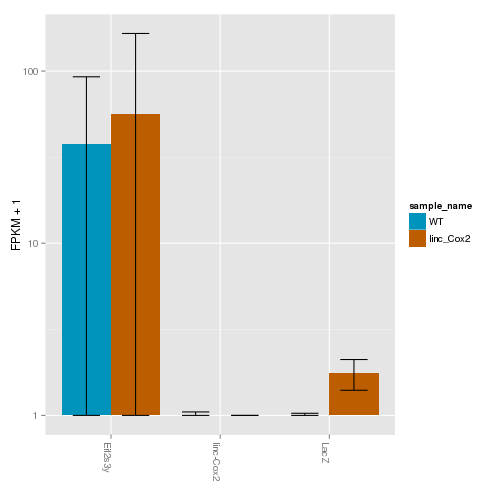 FPKM + 1
100
10
1
Eif2s3y
linc-Cox2
LacZ
sample_name
WT
linc_Cox2